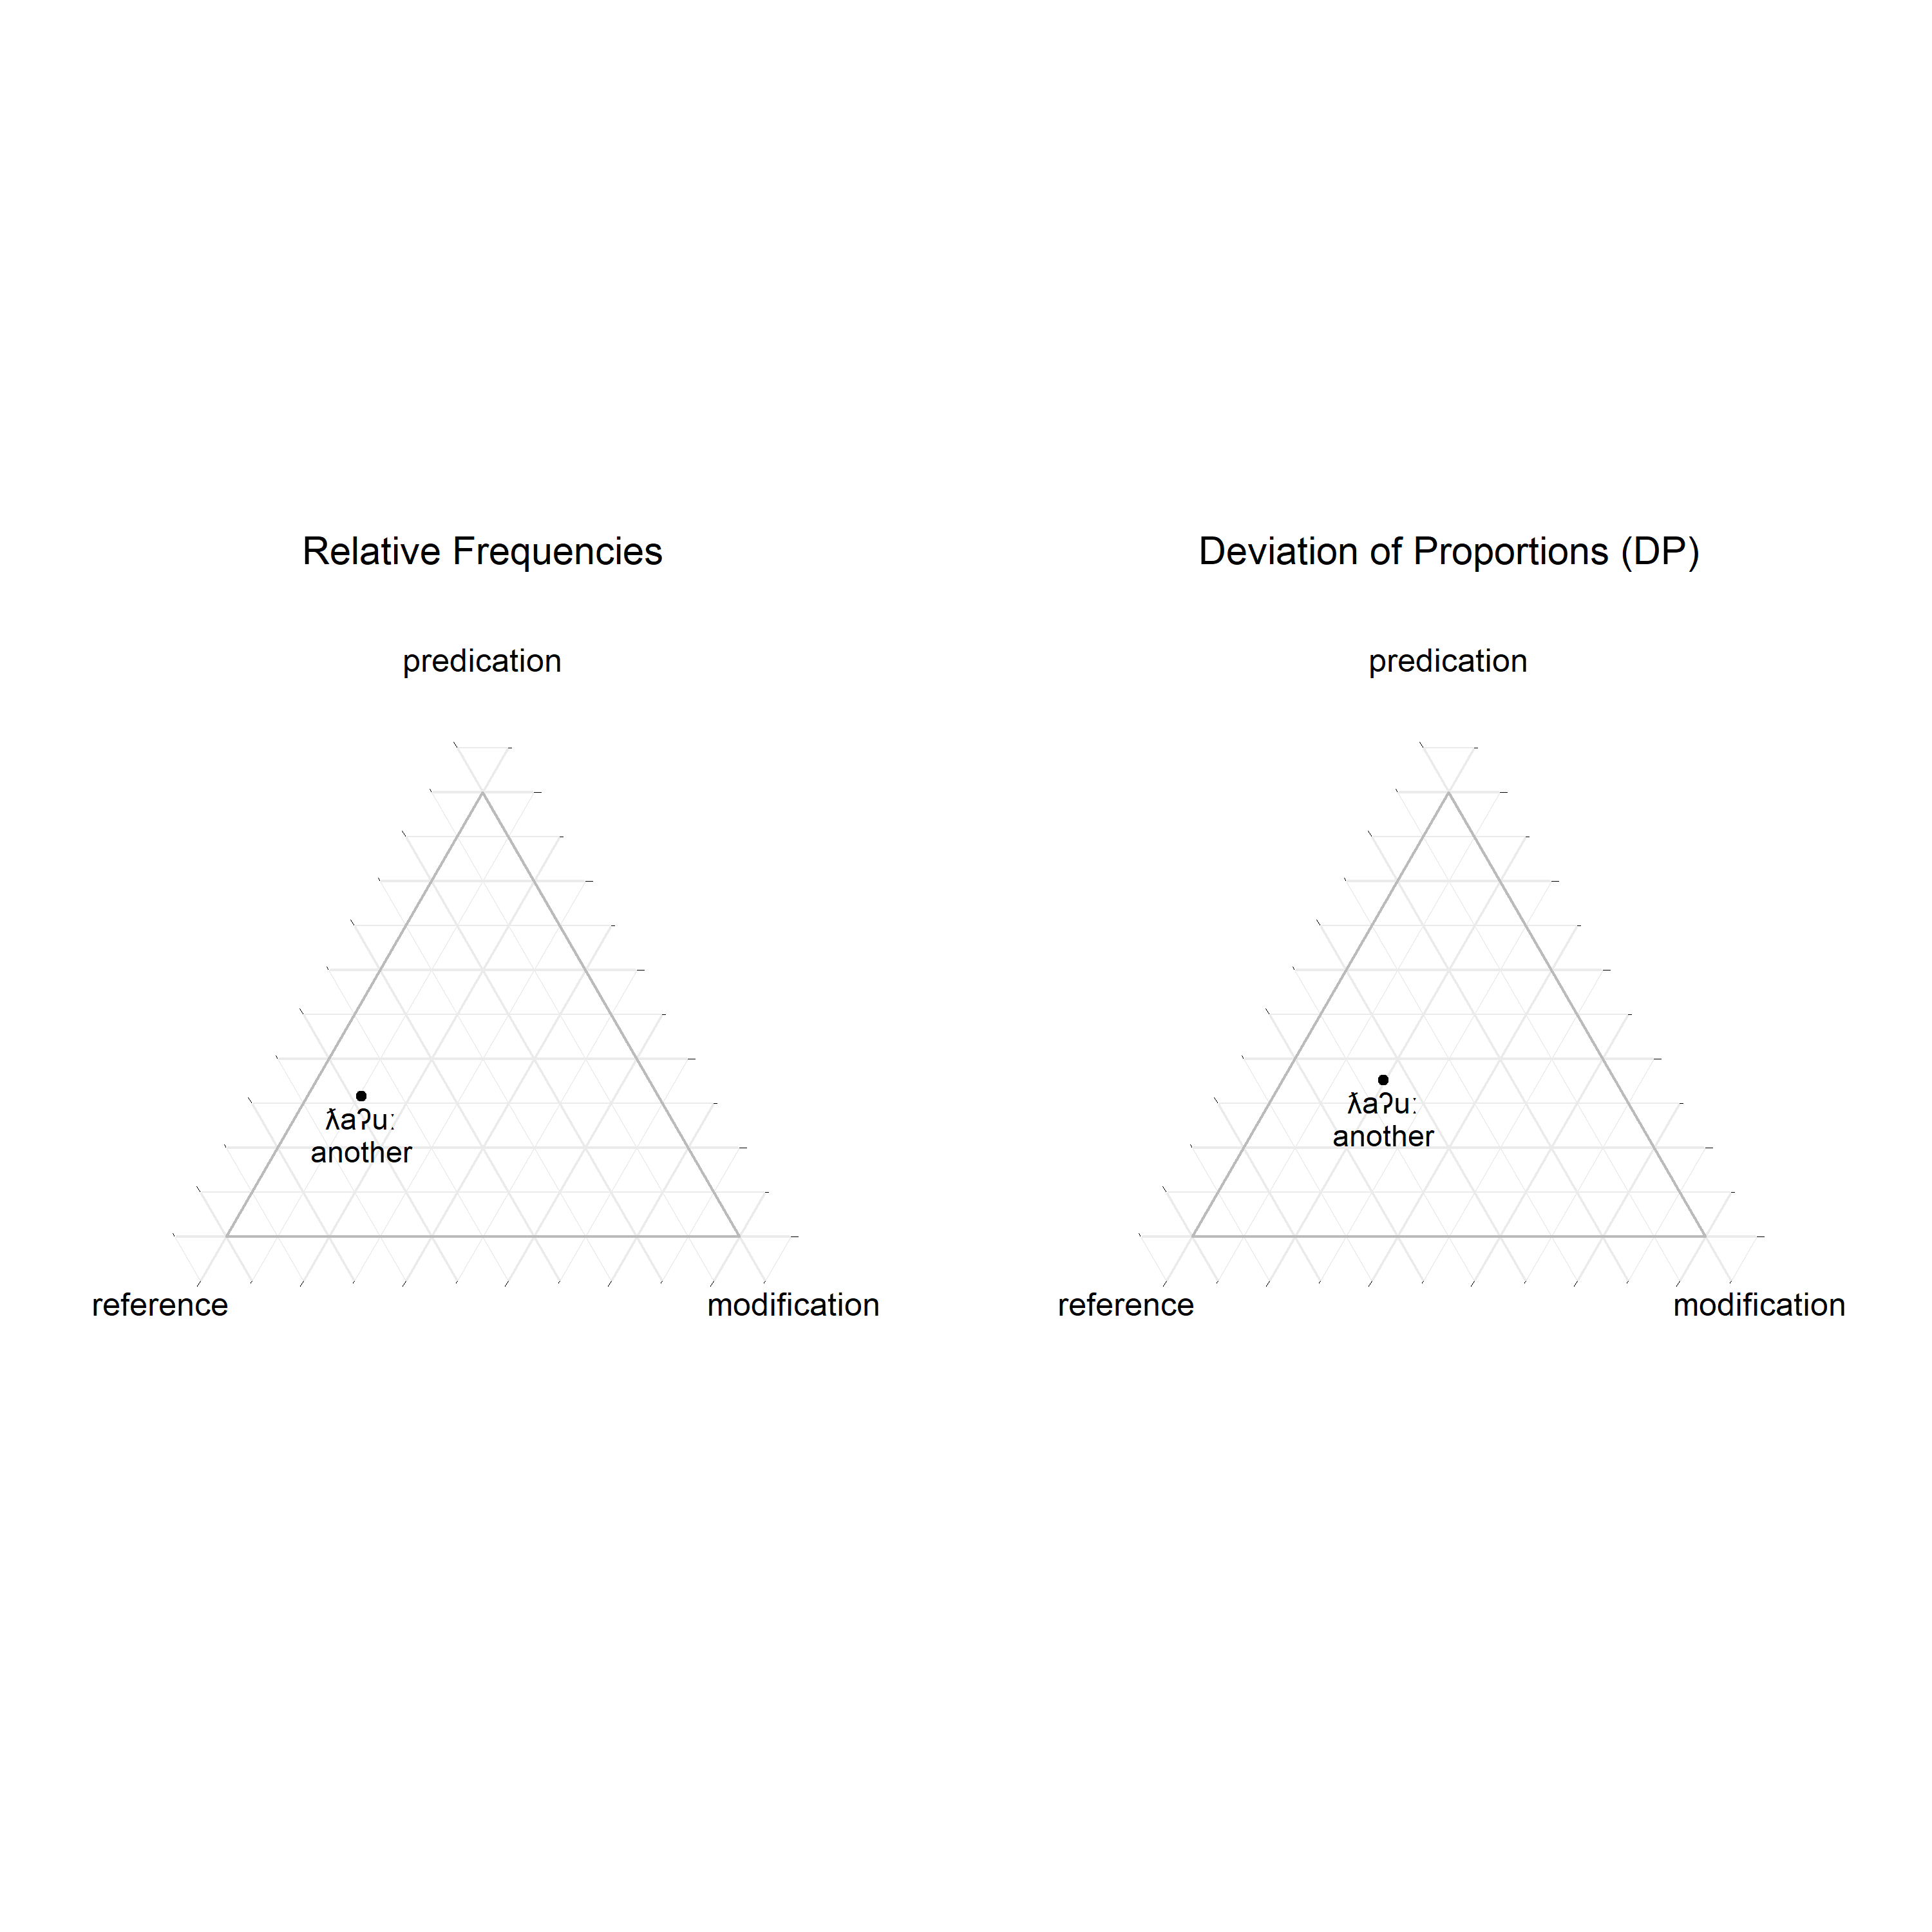 Relative Frequencies
predication
ƛaʔuː
another
reference
modification
Deviation of Proportions (DP)
predication
ƛaʔuː
another
reference
modification